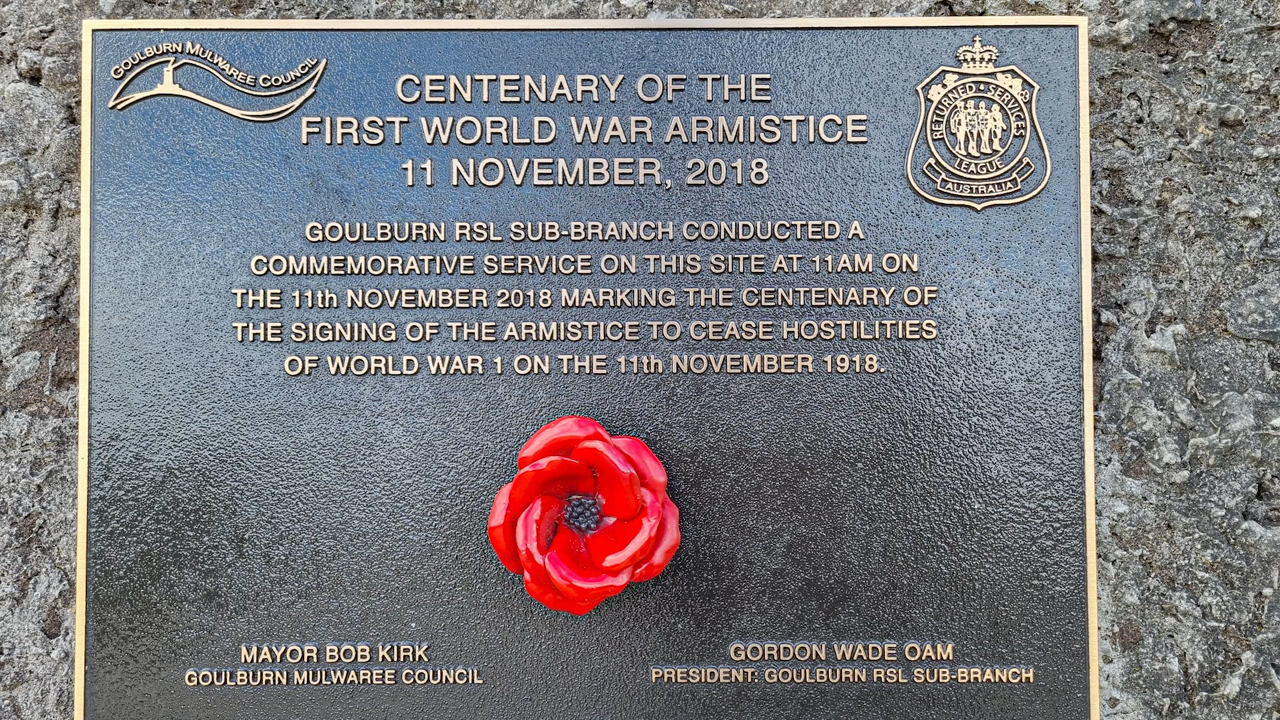 GOULBURN MULWAREE COUNCIL
CENTENARY OF THE
FIRST WORLD WAR ARMISTICE
11 NOVEMBER, 2018
RETURNED • SERVICES
LEAGUE
AUSTRALIA
GOULBURN RSL SUB-BRANCH CONDUCTED A
COMMEMORATIVE SERVICE ON THIS SITE AT 11AM ON
THE 11th NOVEMBER 2018 MARKING THE CENTENARY OF
THE SIGNING OF THE ARMISTICE TO CEASE HOSTILITIES
OF WORLD WAR 1 ON THE 11th NOVEMBER 1918.
MAYOR BOB KIRK
GOULBURN MULWAREE COUNCIL
GORDON WADE OAM
PRESIDENT: GOULBURN RSL SUB-BRANCH